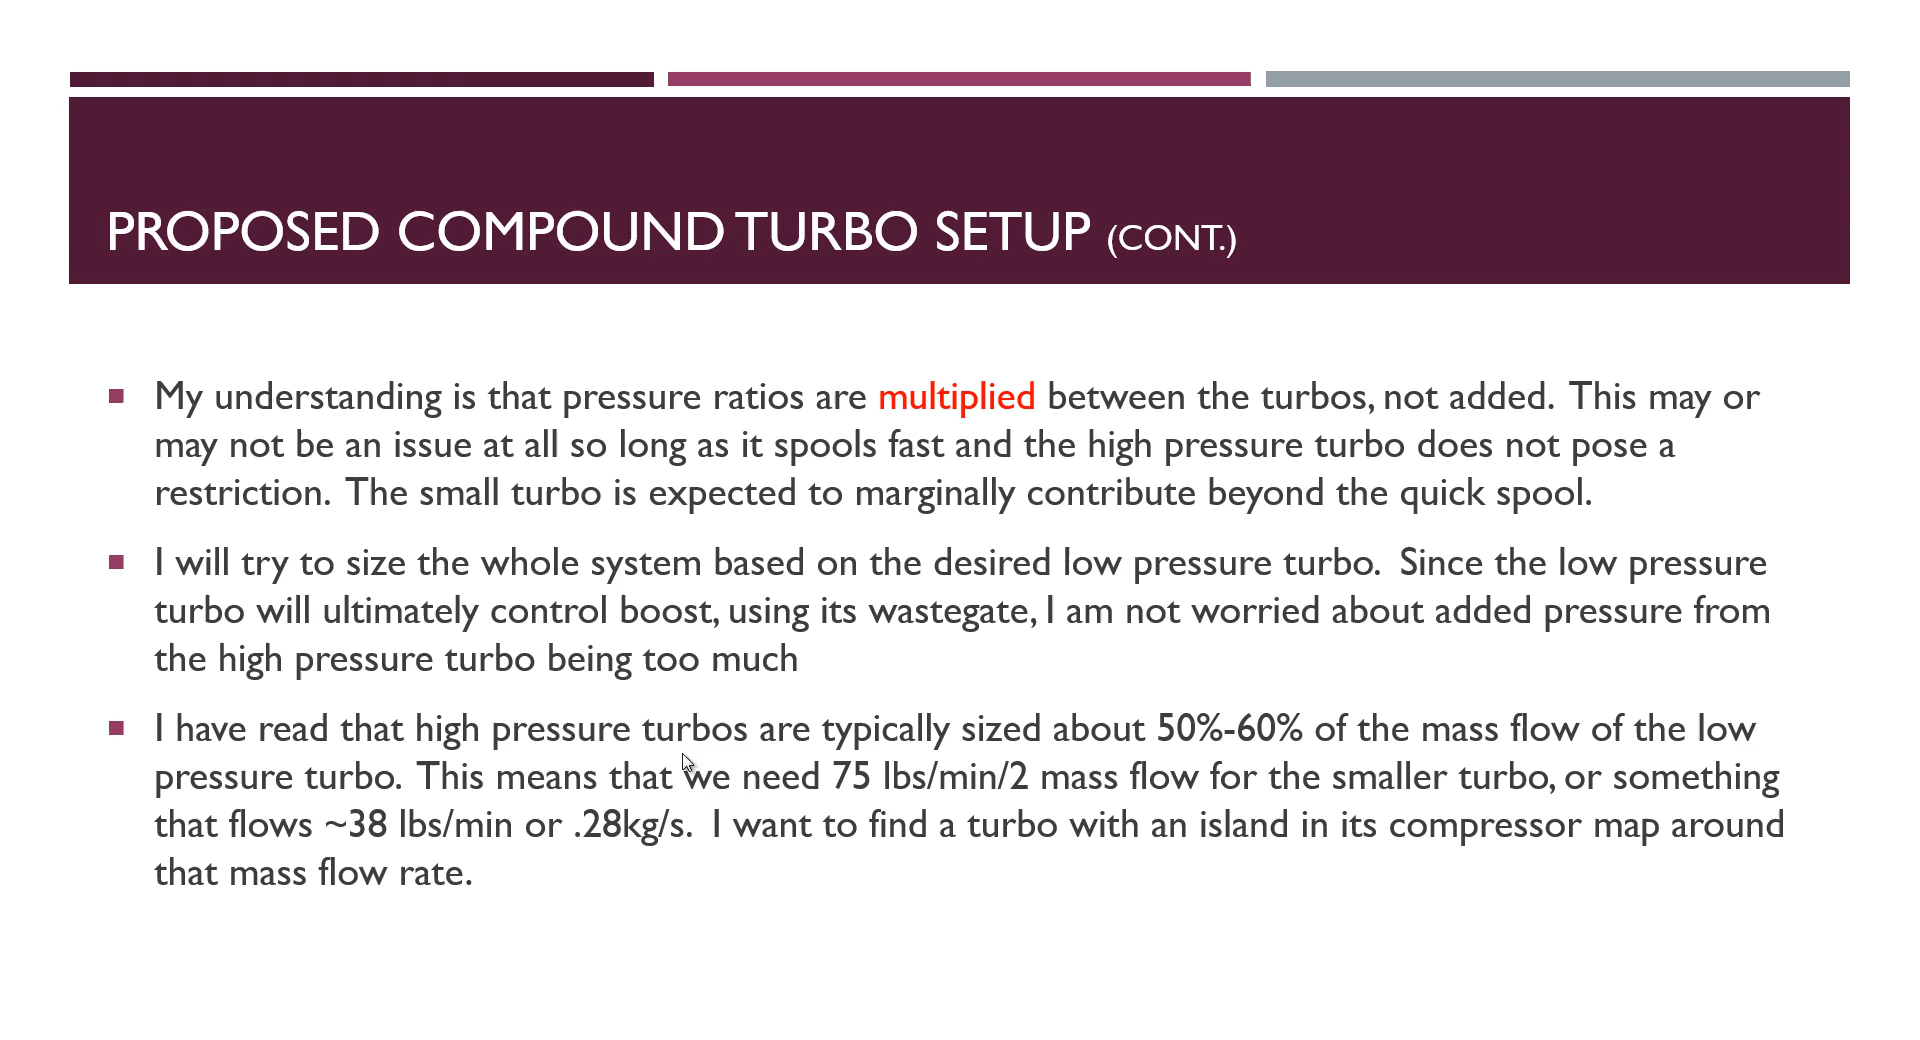 PROPOSED COMPOUND TURBO SETUP (CONT.)
My understanding is that pressure ratios are multiplied between the turbos, not added.  This may or
may not be an issue at all so long as it spools fast and the high pressure turbo does not pose a
restriction.  The small turbo is expected to marginally contribute beyond the quick spool.
I will try to size the whole system based on the desired low pressure turbo.  Since the low pressure
turbo will ultimately control boost, using its wastegate, I am not worried about added pressure from
the high pressure turbo being too much
I have read that high pressure turbos are typically sized about 50%-60% of the mass flow of the low
pressure turbo.  This means that we need 75 lbs/min/2 mass flow for the smaller turbo, or something
that flows ~38 lbs/min or .28kg/s.  I want to find a turbo with an island in its compressor map around
that mass flow rate.